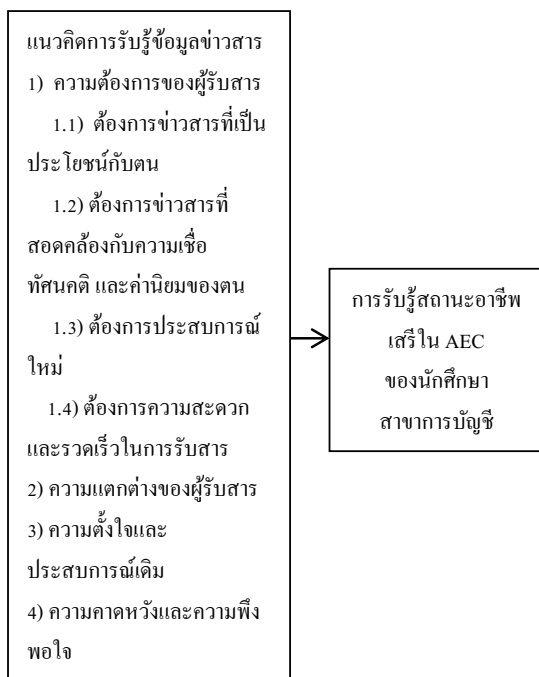 แนวคิดการรับรู้ข้อมูลข่าวสาร
1) ความต้องการของผู้รับสาร
1.1) ต้องการข่าวสารที่เป็น
ประโยชน์กับตน
1.2) ต้องการข่าวสารที่
สอดคล้องกับความเชื่อ
ทัศนคติ และค่านิยมของตน
1.3) ต้องการประสบการณ์
ใหม่
1.4) ต้องการความสะดวก
และรวดเร็วในการรับสาร
2) ความแตกต่างของผู้รับสาร
3) ความตั้งใจและ
ประสบการณ์เดิม
4) ความคาดหวังและความพึง
พอใจ
การรับรู้สถานะอาชีพ
เสรีใน AEC
ของนักศึกษา
สาขาการบัญชี